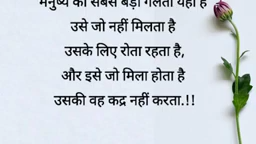 मनुष्य की सबसे बड़ी गलती यही है
उसे जो नहीं मिलता है
उसके लिए रोता रहता है,
और इसे जो मिला होता है
उसकी वह कद्र नहीं करता.!!